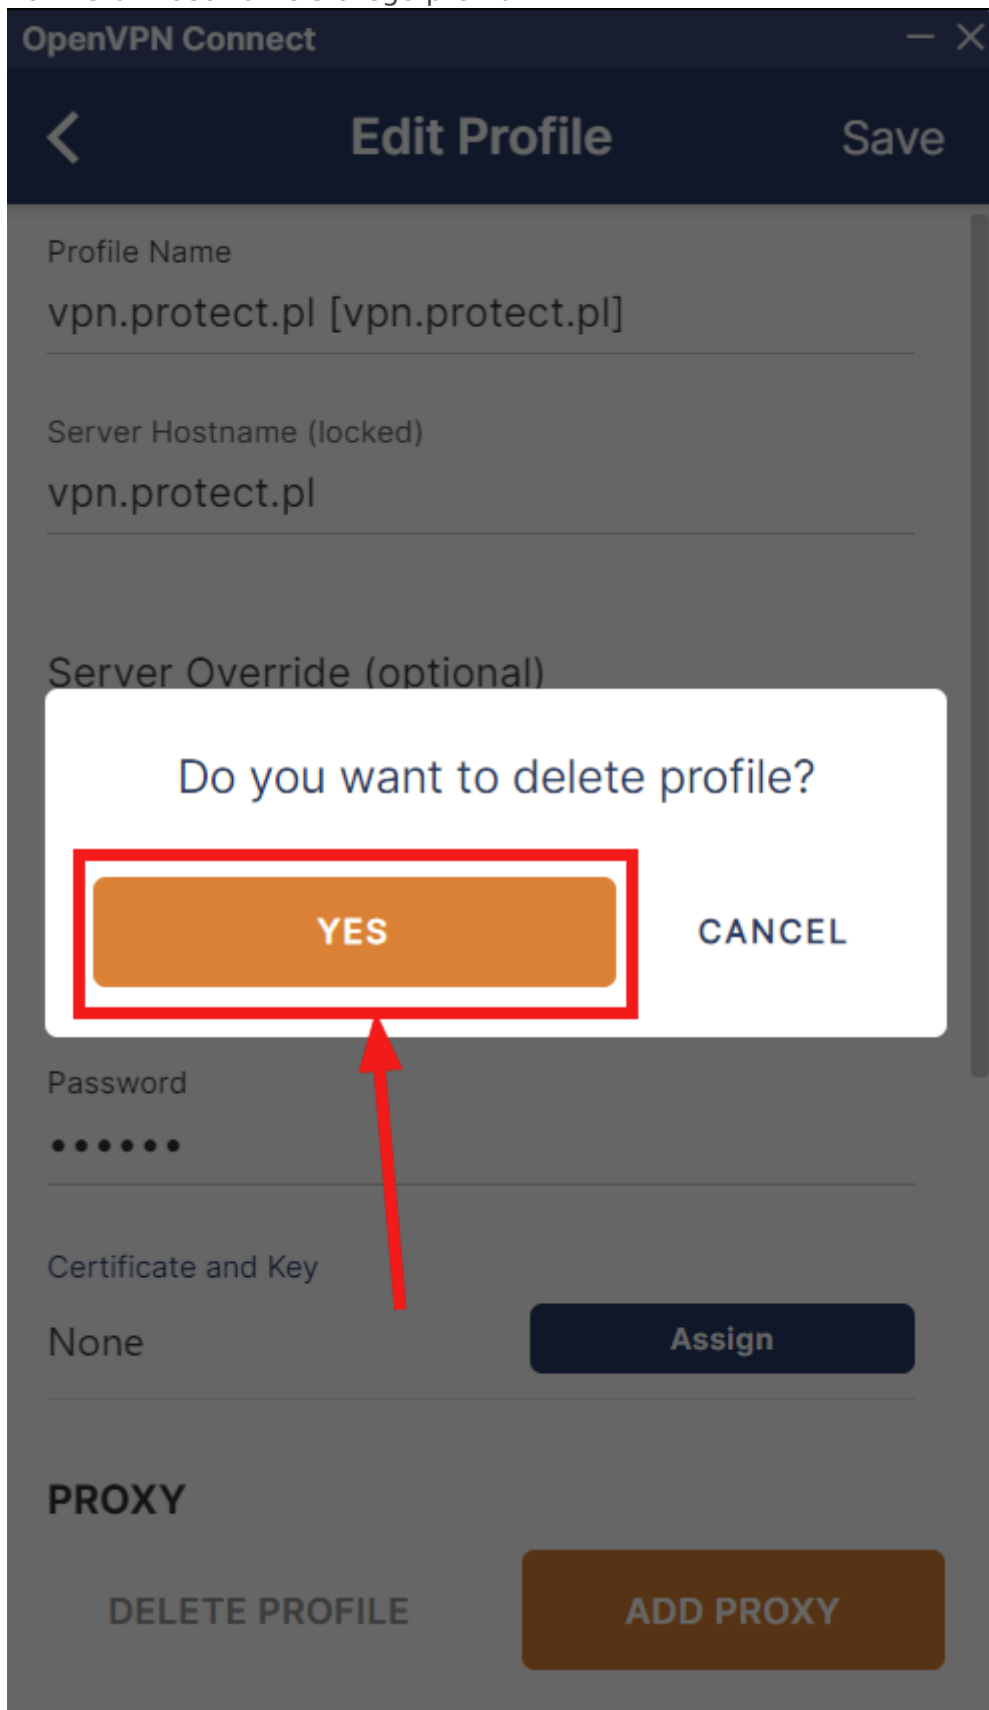 OpenVPN Connect
Edit Profile
Save
Profile Name
vpn.protect.pl [vpn.protect.pl]
Server Hostname (locked)
vpn.protect.pl
Server Override (optional)
Do you want to delete profile?
YES
CANCEL
Password
••••••
Certificate and Key
None
Assign
PROXY
DELETE PROFILE
ADD PROXY